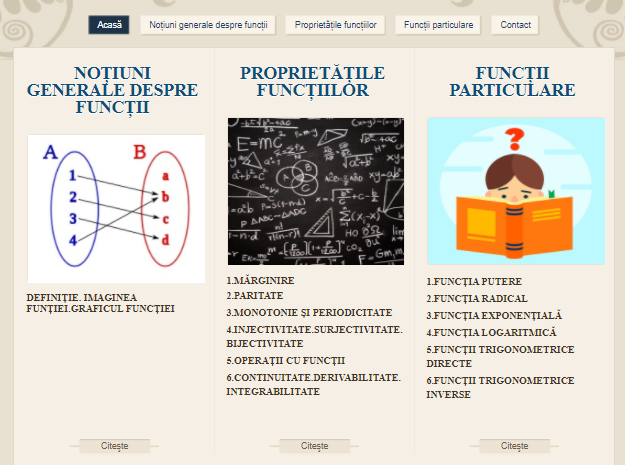 Acasă
Noțiuni generale despre funcții
Proprietățile funcțiilor
Funcții particulare
Contact
NOȚIUNI
GENERALE DESPRE
FUNCȚII
A
B
1
2
3
4
a
b
c
d
DEFINIȚIE. IMAGINEA
FUNȚIEI.GRAFICUL FUNCȚIEI
Citește
PROPRIETĂȚILE
FUNCȚIILOR
E=mc
1.MĂRGINIRE
2.PARITATE
3.MONOTONIE ȘI PERIODICITATE
4.INJECTIVITATE.SURJECTIVITATE.
BIJECTIVITATE
5.OPERAȚII CU FUNCȚII
6.CONTINUITATE.DERIVABILITATE.
INTEGRABILITATE
Citește
FUNCȚII
PARTICULARE
?
1.FUNCȚIA PUTERE
2.FUNCȚIA RADICAL
3.FUNCȚIA EXPONENȚIALĂ
4.FUNCȚIA LOGARITMICĂ
5.FUNCȚII TRIGONOMETRICE
DIRECTE
6.FUNCȚII TRIGONOMETRICE
INVERSE
Citește